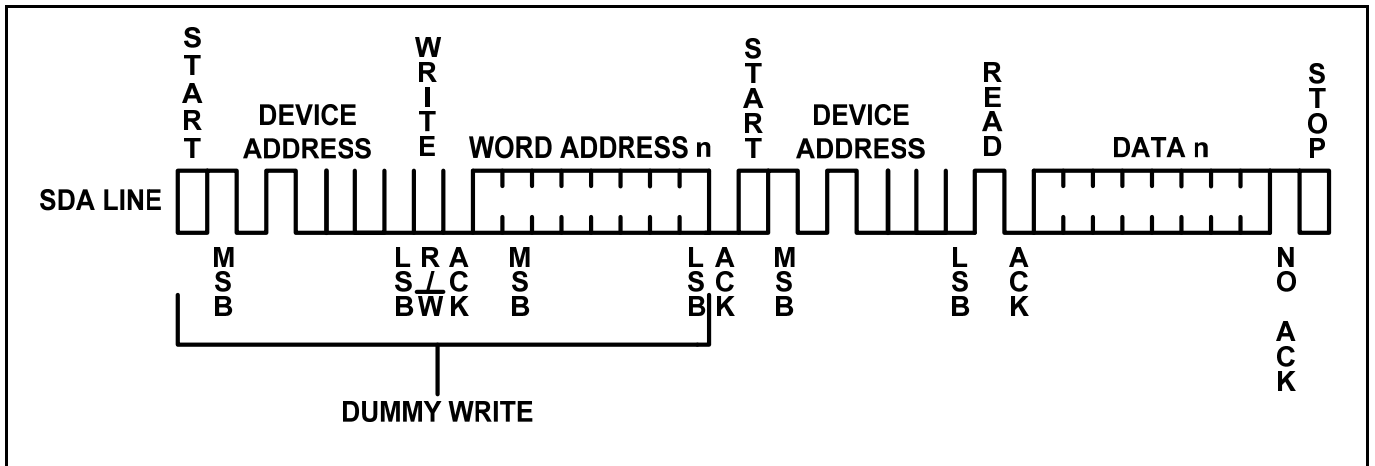 START
WRITE
START
READ
STOP
DEVICE
ADDRESS
WORD ADDRESS n
DEVICE
ADDRESS
DATA n
SDA LINE
MSB
LSB
R/W
ACK
MSB
LSB
ACK
MSB
LSB
ACK
NO ACK
DUMMY WRITE